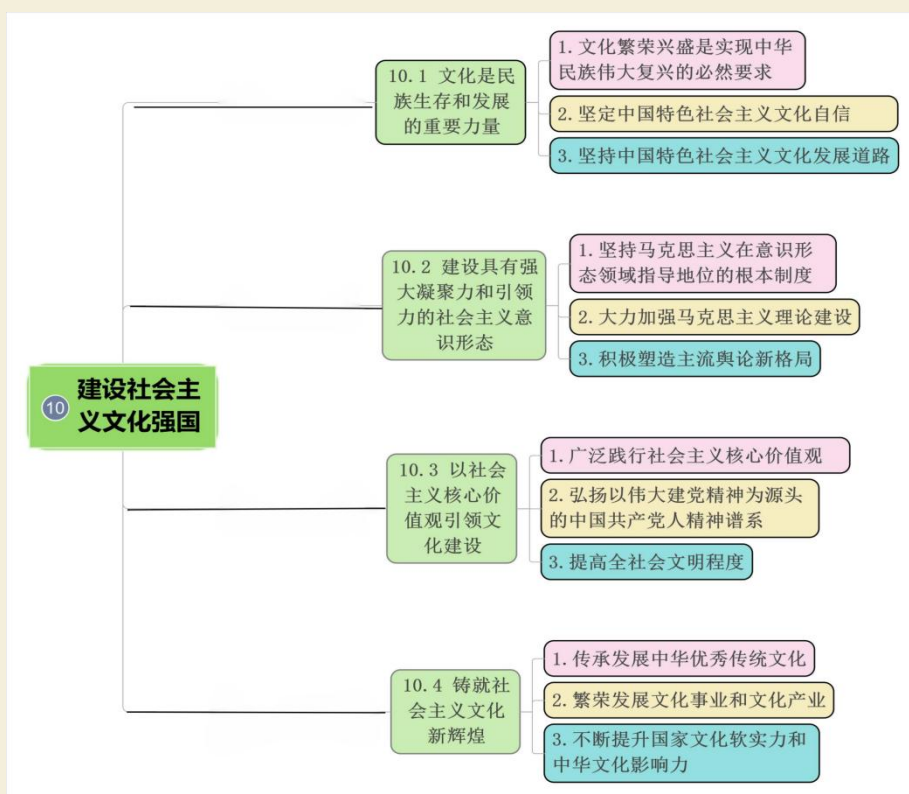 10
建设社会主
义文化强国
10.1 文化是民
族生存和发展
的重要力量
1.文化繁荣兴盛是实现中华
民族伟大复兴的必然要求
2.坚定中国特色社会主义文化自信
3.坚持中国特色社会主义文化发展道路
10.2 建设具有强
大凝聚力和引领
力的社会主义意
识形态
1.坚持马克思主义在意识形
态领域指导地位的根本制度
2.大力加强马克思主义理论建设
3.积极塑造主流舆论新格局
10.3 以社会
主义核心价
值观引领文
化建设
1.广泛践行社会主义核心价值观
2.弘扬以伟大建党精神为源头
的中国共产党人精神谱系
3.提高全社会文明程度
10.4 铸就社
会主义文化
新辉煌
1.传承发展中华优秀传统文化
2.繁荣发展文化事业和文化产业
3.不断提升国家文化软实力和
中华文化影响力